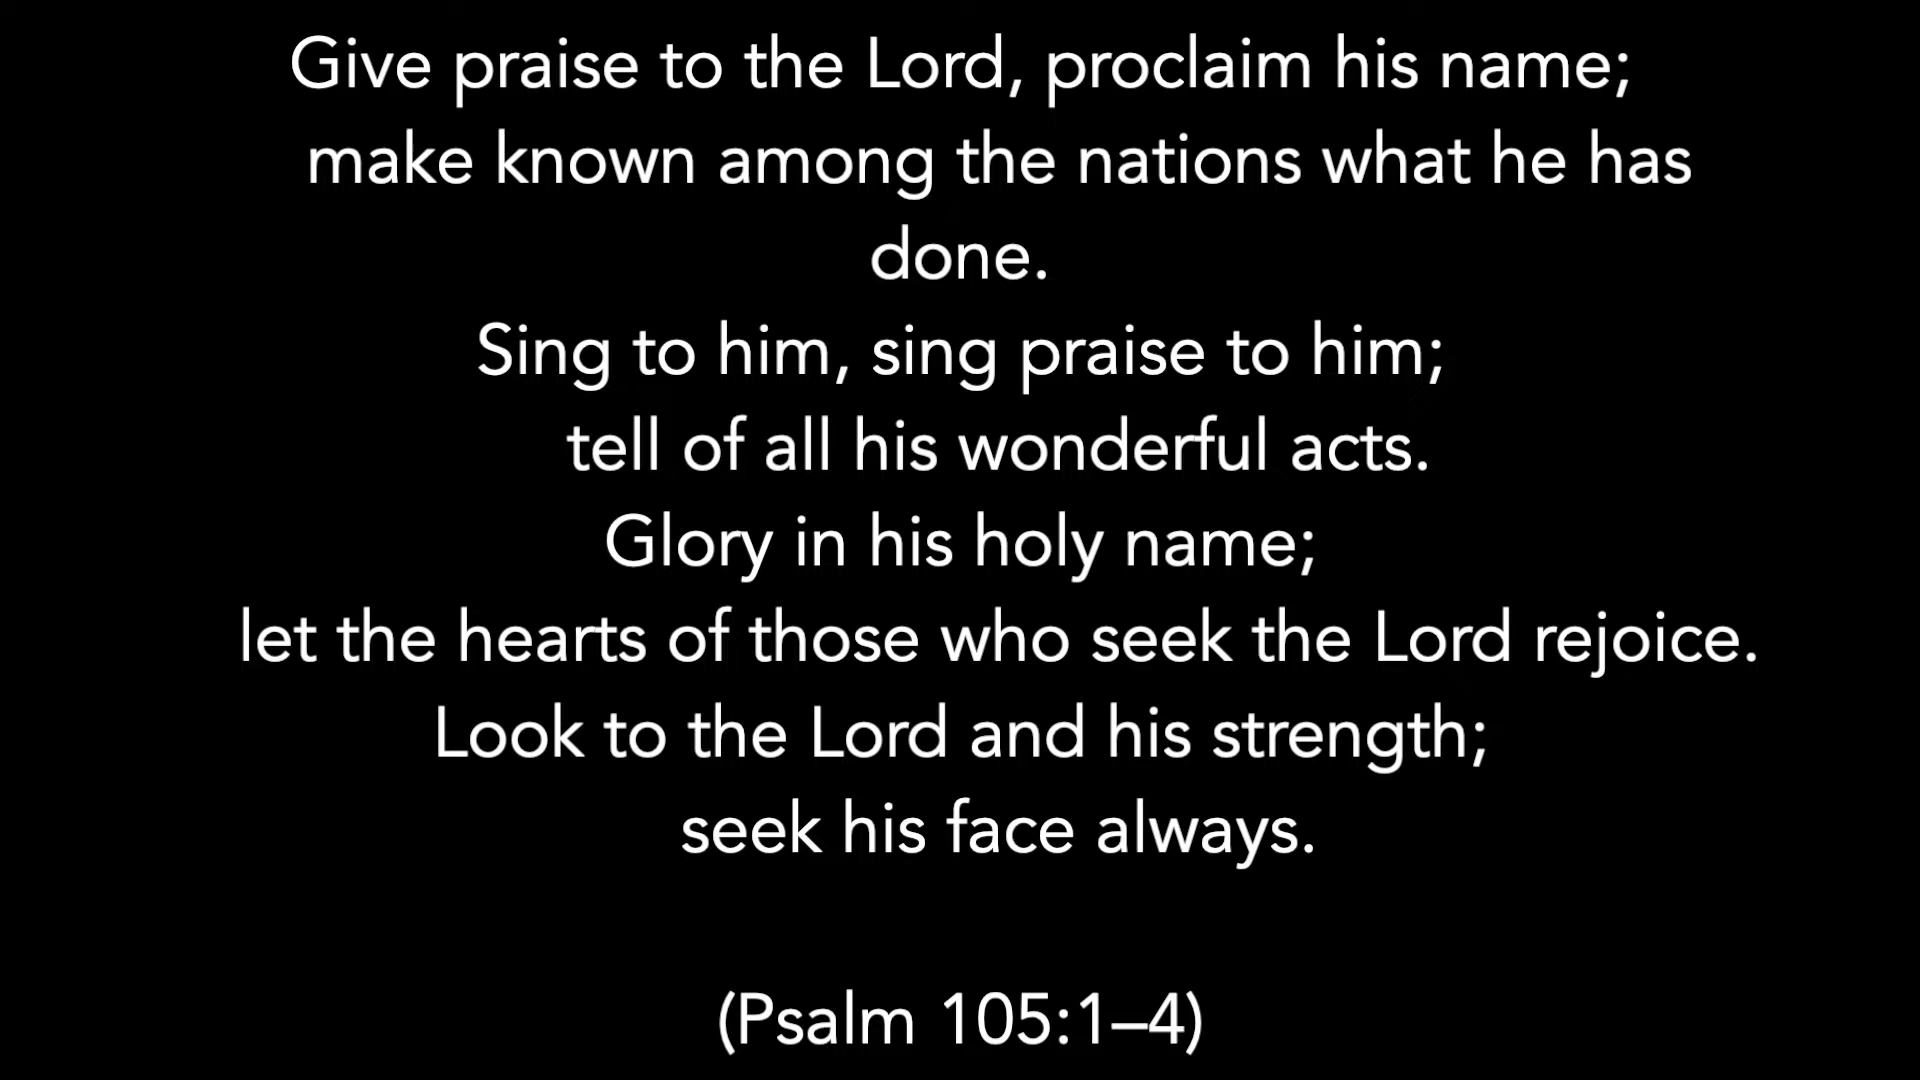 Give praise to the Lord, proclaim his name;
make known among the nations what he has
done.
Sing to him, sing praise to him;
tell of all his wonderful acts.
Glory in his holy name;
let the hearts of those who seek the Lord rejoice.
Look to the Lord and his strength;
seek his face always.
(Psalm 105:1–4)